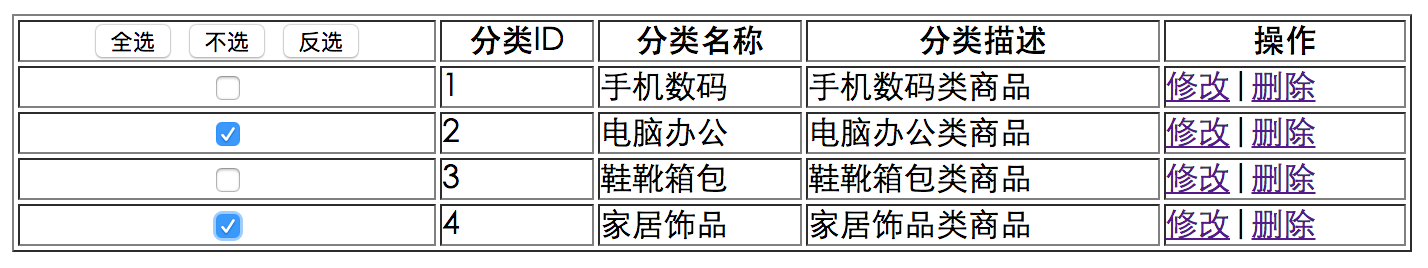 全选 不选 反选 分类ID 分类名称 分类描述 操作
1 手机数码 手机数码类商品 修改|删除
2 电脑办公 电脑办公类商品 修改|删除
3 鞋靴箱包 鞋靴箱包类商品 修改|删除
4 家居饰品 家居饰品类商品 修改|删除